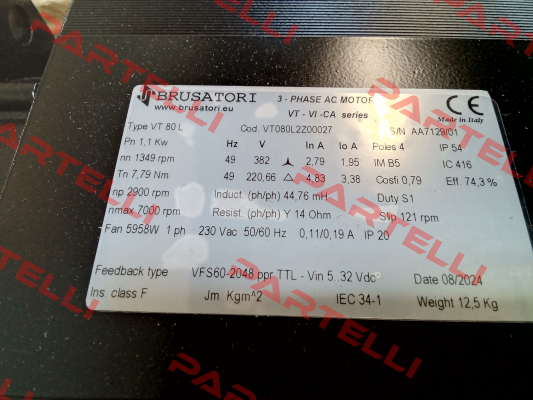 BRUSATORI
www.brusatori.eu
3 - PHASE AC MOTOR
VT - VI -CA series
CE
Made in Italy
Type VT 80 L
Cod. VT080L2Z00027
S/N AA7129/01
Pn 1,1 Kw
Hz V In A Io A Poles 4 IP 54
nn 1349 rpm 49 382 2,79 1,95 IM B5 IC 416
Tn 7,79 Nm 49 220,66 4,83 3,38 Cosfi 0,79 Eff. 74,3%
np 2900 rpm Induct. (ph/ph) 44,76 mH Duty S1
nmax 7000 rpm Resist. (ph/ph) Y 14 Ohm Slip 121 rpm
Fan 5958W 1 ph 230 Vac 50/60 Hz 0,11/0,19 A IP 20
Feedback type VFS60-2048 ppr TTL - Vin 5..32 Vdc Date 08/2024
Ins. class F Jm Kgm^2 IEC 34-1 Weight 12,5 Kg
PARTELLI
PARTELLI
PARTELLI
PARTELLI